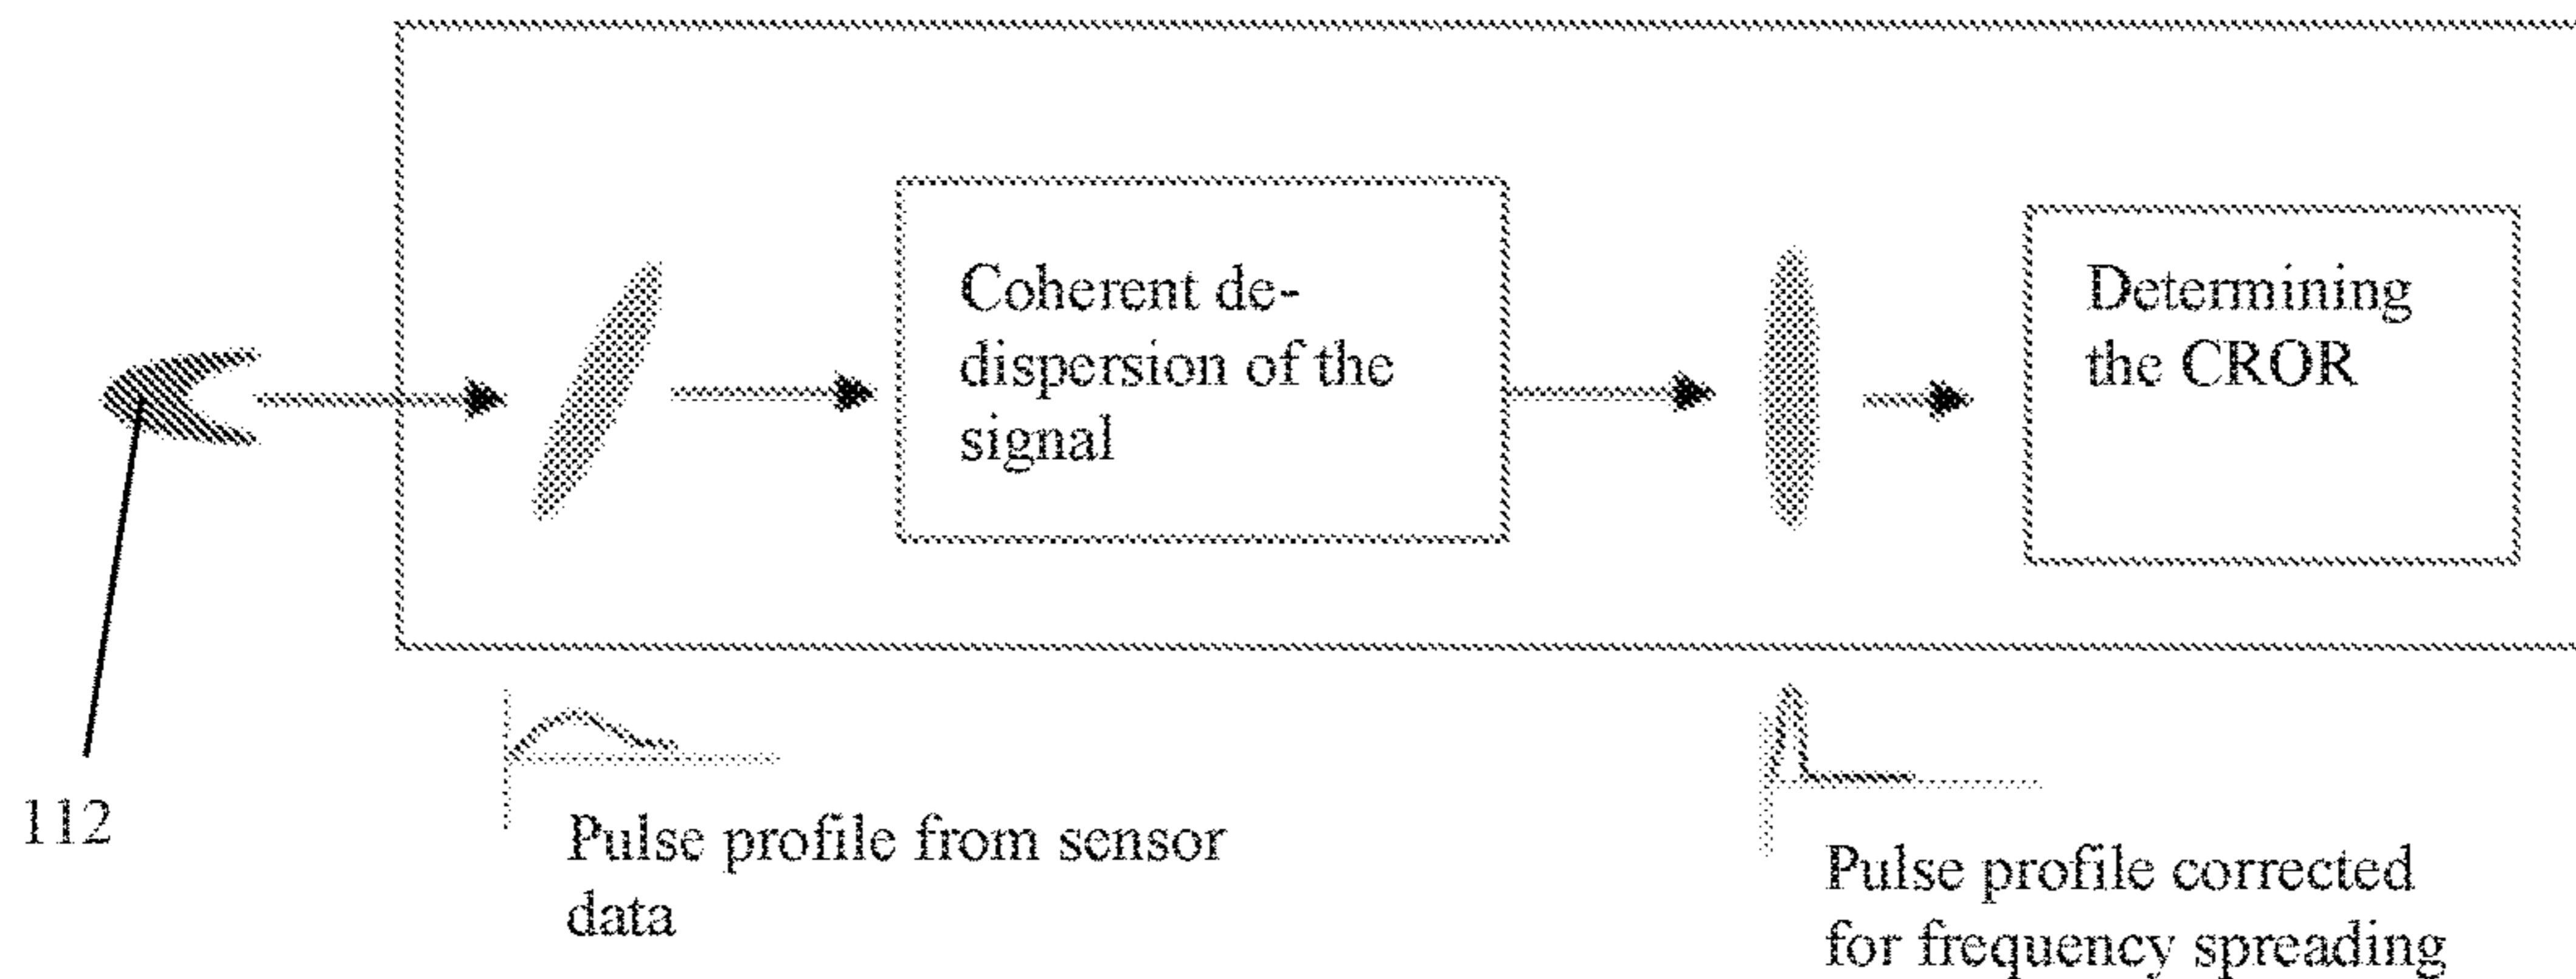 Coherent de-
dispersion of the
signal
Determining
the CROR
112
Pulse profile from sensor
data
Pulse profile corrected
for frequency spreading